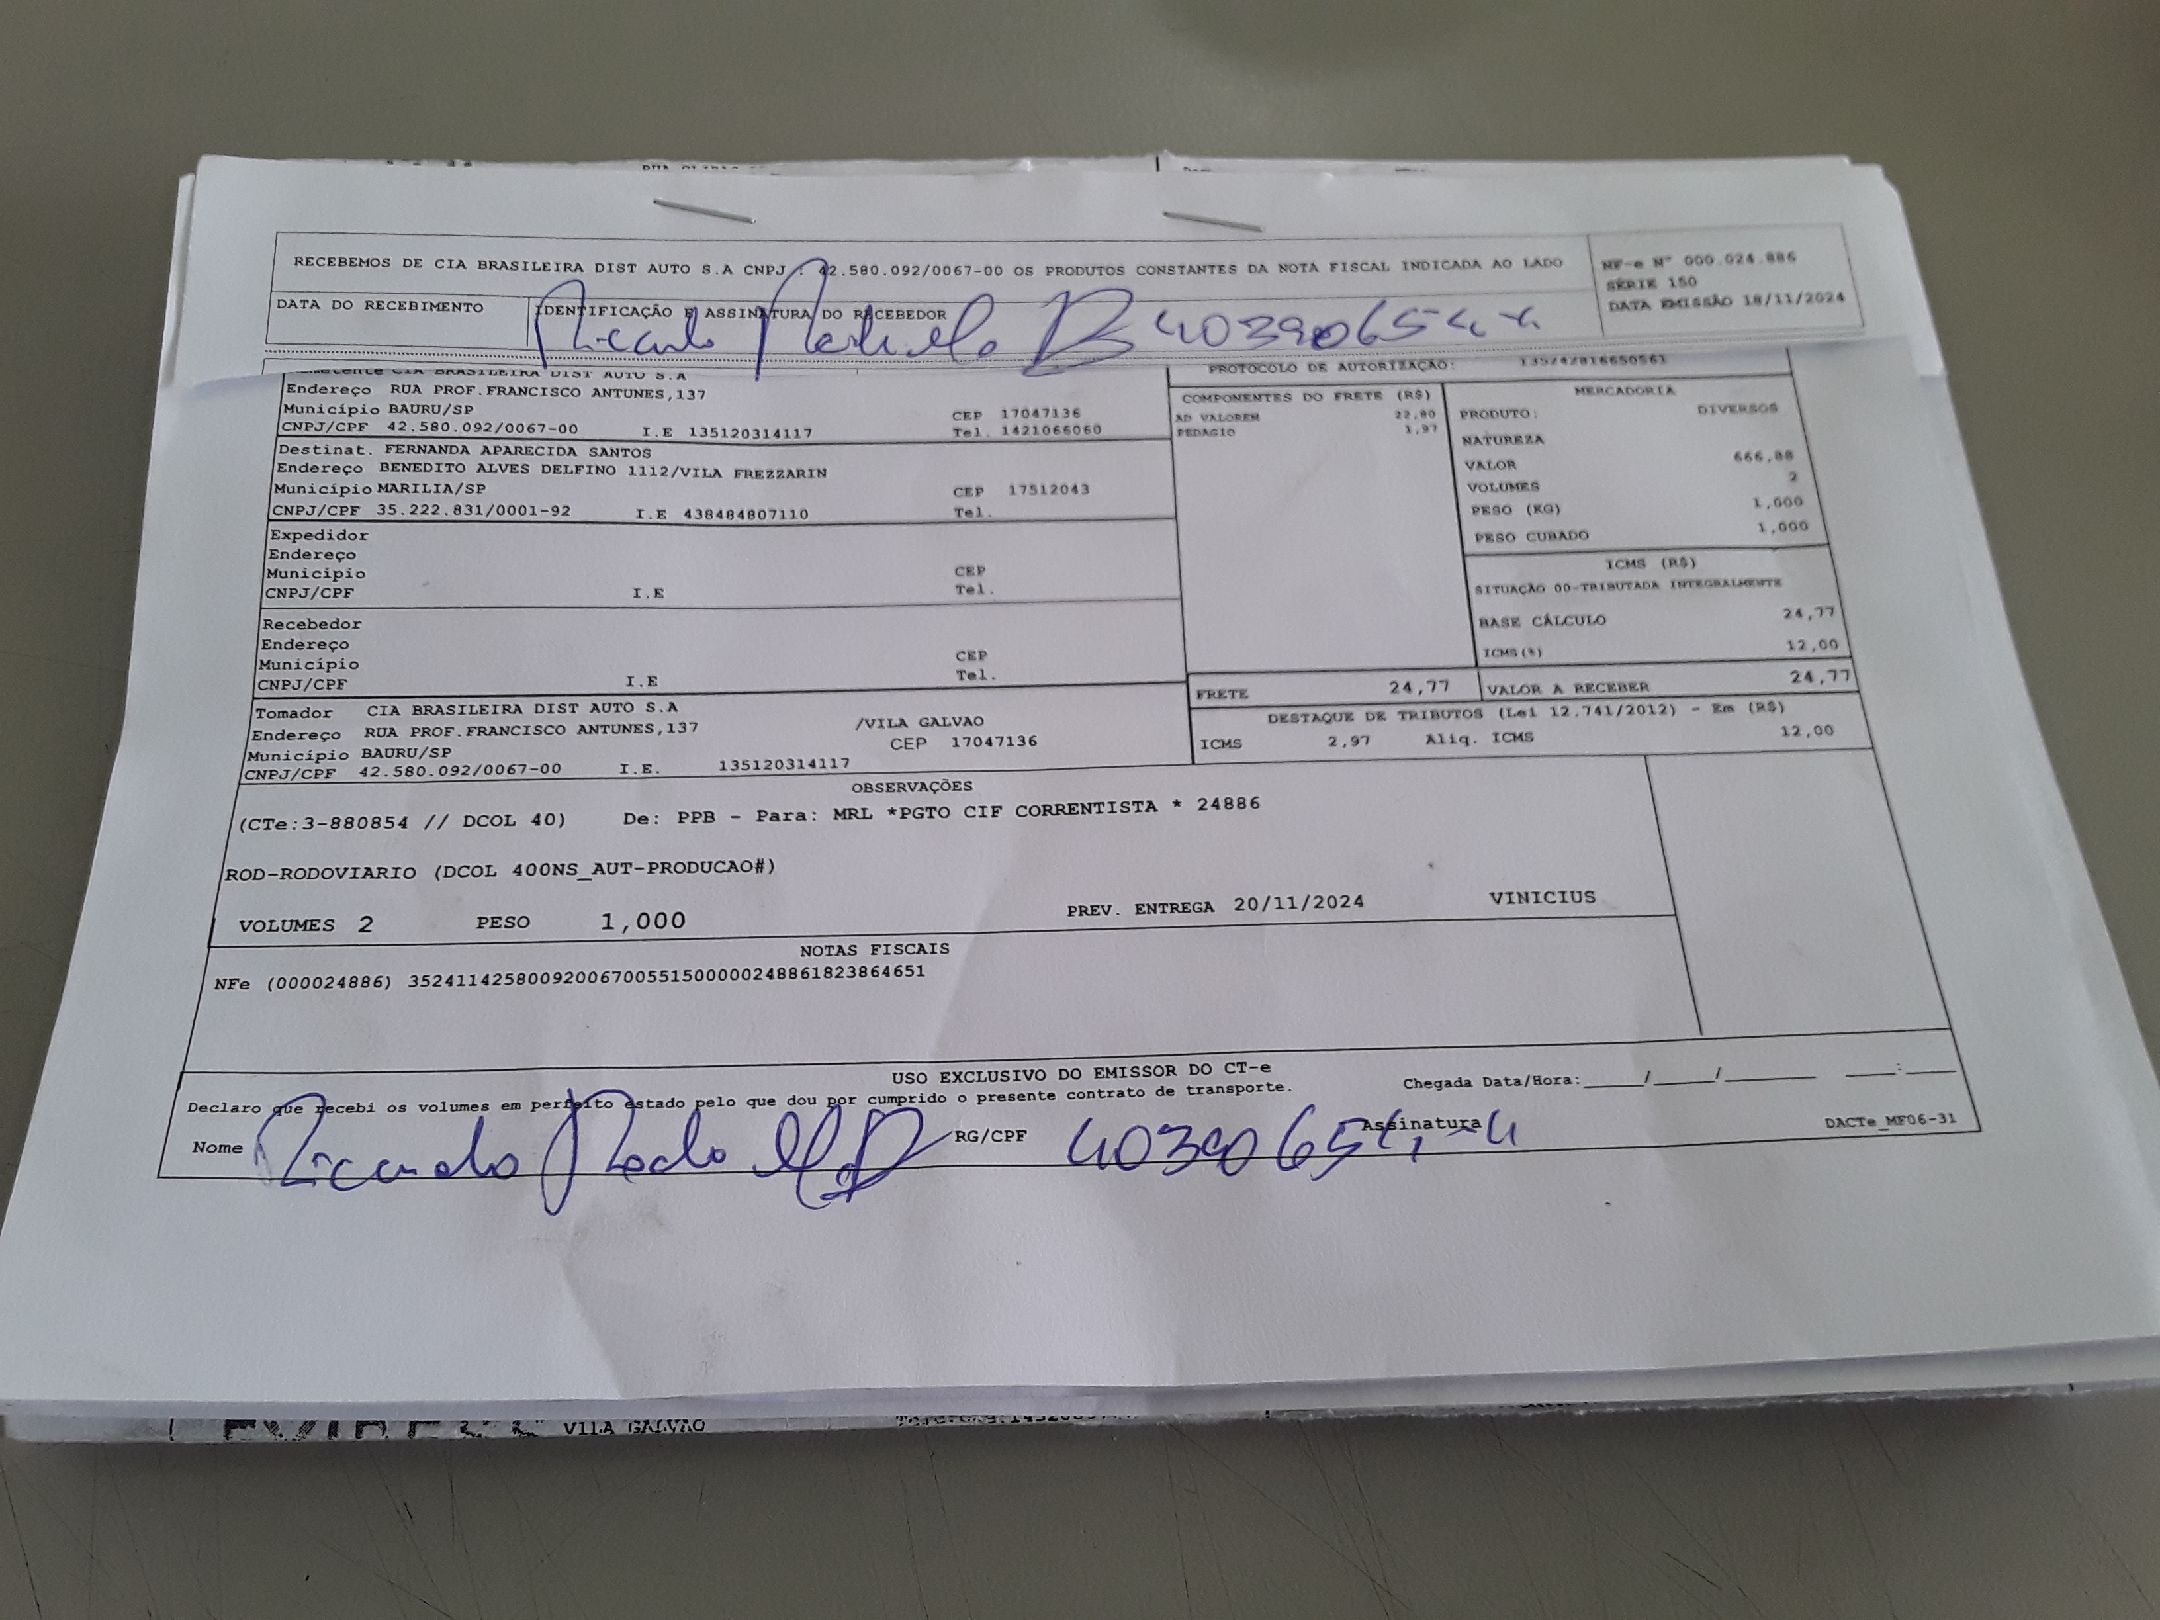 RECEBEMOS DE CIA BRASILEIRA DIST AUTO S.A CNPJ : 42.580.092/0067-00 OS PRODUTOS CONSTANTES DA NOTA FISCAL INDICADA AO LADO
NF-e Nº 000.024.886
SÉRIE 150
DATA EMISSÃO 18/11/2024
DATA DO RECEBIMENTO
IDENTIFICAÇÃO E ASSINATURA DO RECEBEDOR
Ricardo
CIA BRASILEIRA DIST AUTO S.A
Endereço RUA PROF.FRANCISCO ANTUNES,137
Município BAURU/SP CEP 17047136
CNPJ/CPF 42.580.092/0067-00 I.E 135120314117 Tel. 1421066060
Destinat. FERNANDA APARECIDA SANTOS
Endereço BENEDITO ALVES DELFINO 1112/VILA FREZZARIN
Município MARILIA/SP CEP 17512043
CNPJ/CPF 35.222.831/0001-92 I.E 438484807110 Tel.
Expedidor
Endereço
Município CEP
CNPJ/CPF I.E Tel.
Recebedor
Endereço
Município CEP
CNPJ/CPF I.E Tel.
Tomador CIA BRASILEIRA DIST AUTO S.A
Endereço RUA PROF.FRANCISCO ANTUNES,137 /VILA GALVAO
Município BAURU/SP CEP 17047136
CNPJ/CPF 42.580.092/0067-00 I.E. 135120314117
PROTOCOLO DE AUTORIZAÇÃO:
COMPONENTES DO FRETE (R$)
AD VALOREM 22,80
PEDAGIO 1,97
MERCADORIA
PRODUTO: DIVERSOS
NATUREZA
VALOR 666,88
VOLUMES 2
PESO (KG) 1,000
PESO CUBADO 1,000
ICMS (R$)
SITUAÇÃO 00-TRIBUTADA INTEGRALMENTE
BASE CÁLCULO 24,77
ICMS(%) 12,00
FRETE 24,77 VALOR A RECEBER 24,77
DESTAQUE DE TRIBUTOS (Lei 12.741/2012) - Em (R$)
ICMS 2,97 Aliq. ICMS 12,00
OBSERVAÇÕES
(CTe:3-880854 // DCOL 40) De: PPB - Para: MRL *PGTO CIF CORRENTISTA * 24886
ROD-RODOVIARIO (DCOL 400NS_AUT-PRODUCAO#)
VOLUMES 2 PESO 1,000 PREV. ENTREGA 20/11/2024 VINICIUS
NOTAS FISCAIS
NFe (000024886) 35241142580092006700551500000248861823864651
USO EXCLUSIVO DO EMISSOR DO CT-e
Declaro que recebi os volumes em perfeito estado pelo que dou por cumprido o presente contrato de transporte.
Chegada Data/Hora:_____/_____/________ ____:____
Nome Ricardo RG/CPF Assinatura
DACTe_MF06-31
VILA GALVAO